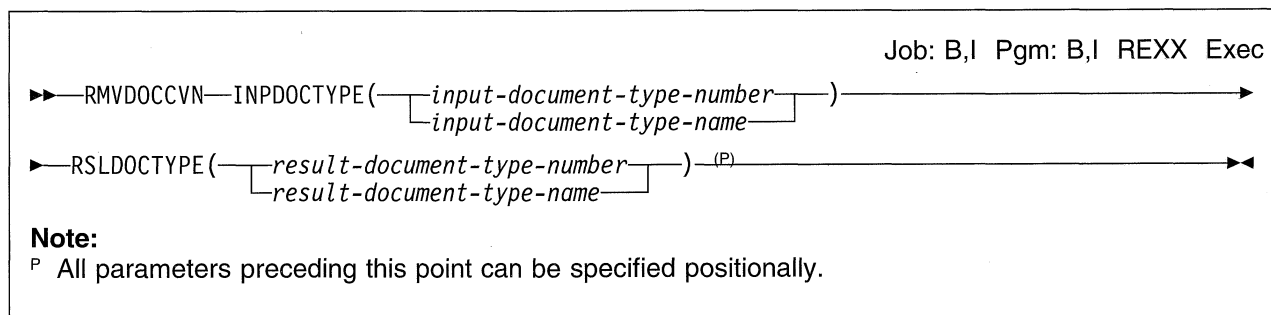 Job: B,I Pgm: B,I REXX Exec
RMVDOCCVN INPDOCTYPE( input-document-type-number )
input-document-type-name
RSLDOCTYPE( result-document-type-number ) (P)
result-document-type-name
Note:
P All parameters preceding this point can be specified positionally.